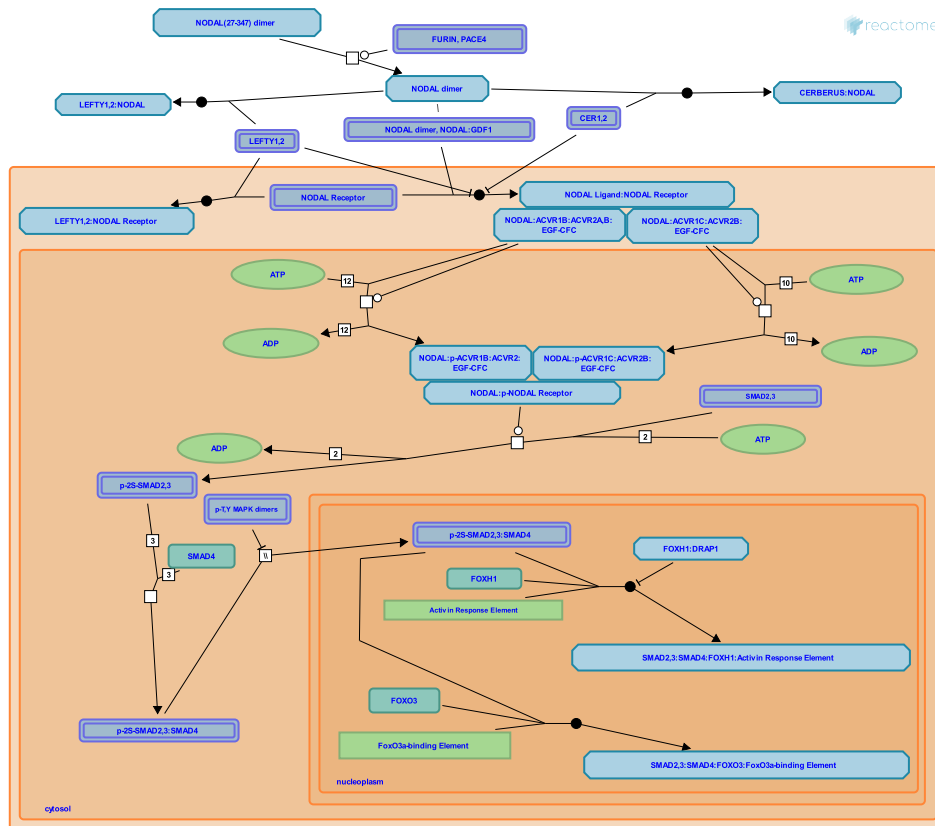 NODAL(27-347) dimer
reactome
FURIN, PACE4
NODAL dimer
LEFTY1,2:NODAL
CERBERUS:NODAL
CER1,2
NODAL dimer, NODAL:GDF1
LEFTY1,2
NODAL Receptor
NODAL Ligand:NODAL Receptor
LEFTY1,2:NODAL Receptor
NODAL:ACVR1B:ACVR2A,B:
EGF-CFC
NODAL:ACVR1C:ACVR2B:
EGF-CFC
ATP
12
10
ATP
12
ADP
10
ADP
NODAL:p-ACVR1B:ACVR2:
EGF-CFC
NODAL:p-ACVR1C:ACVR2B:
EGF-CFC
NODAL:p-NODAL Receptor
SMAD2,3
ADP
2
2
ATP
p-2S-SMAD2,3
p-T,Y MAPK dimers
3
SMAD4
3
\\
p-2S-SMAD2,3:SMAD4
FOXH1:DRAP1
FOXH1
Activin Response Element
SMAD2,3:SMAD4:FOXH1:Activin Response Element
FOXO3
p-2S-SMAD2,3:SMAD4
FoxO3a-binding Element
SMAD2,3:SMAD4:FOXO3:FoxO3a-binding Element
nucleoplasm
cytosol